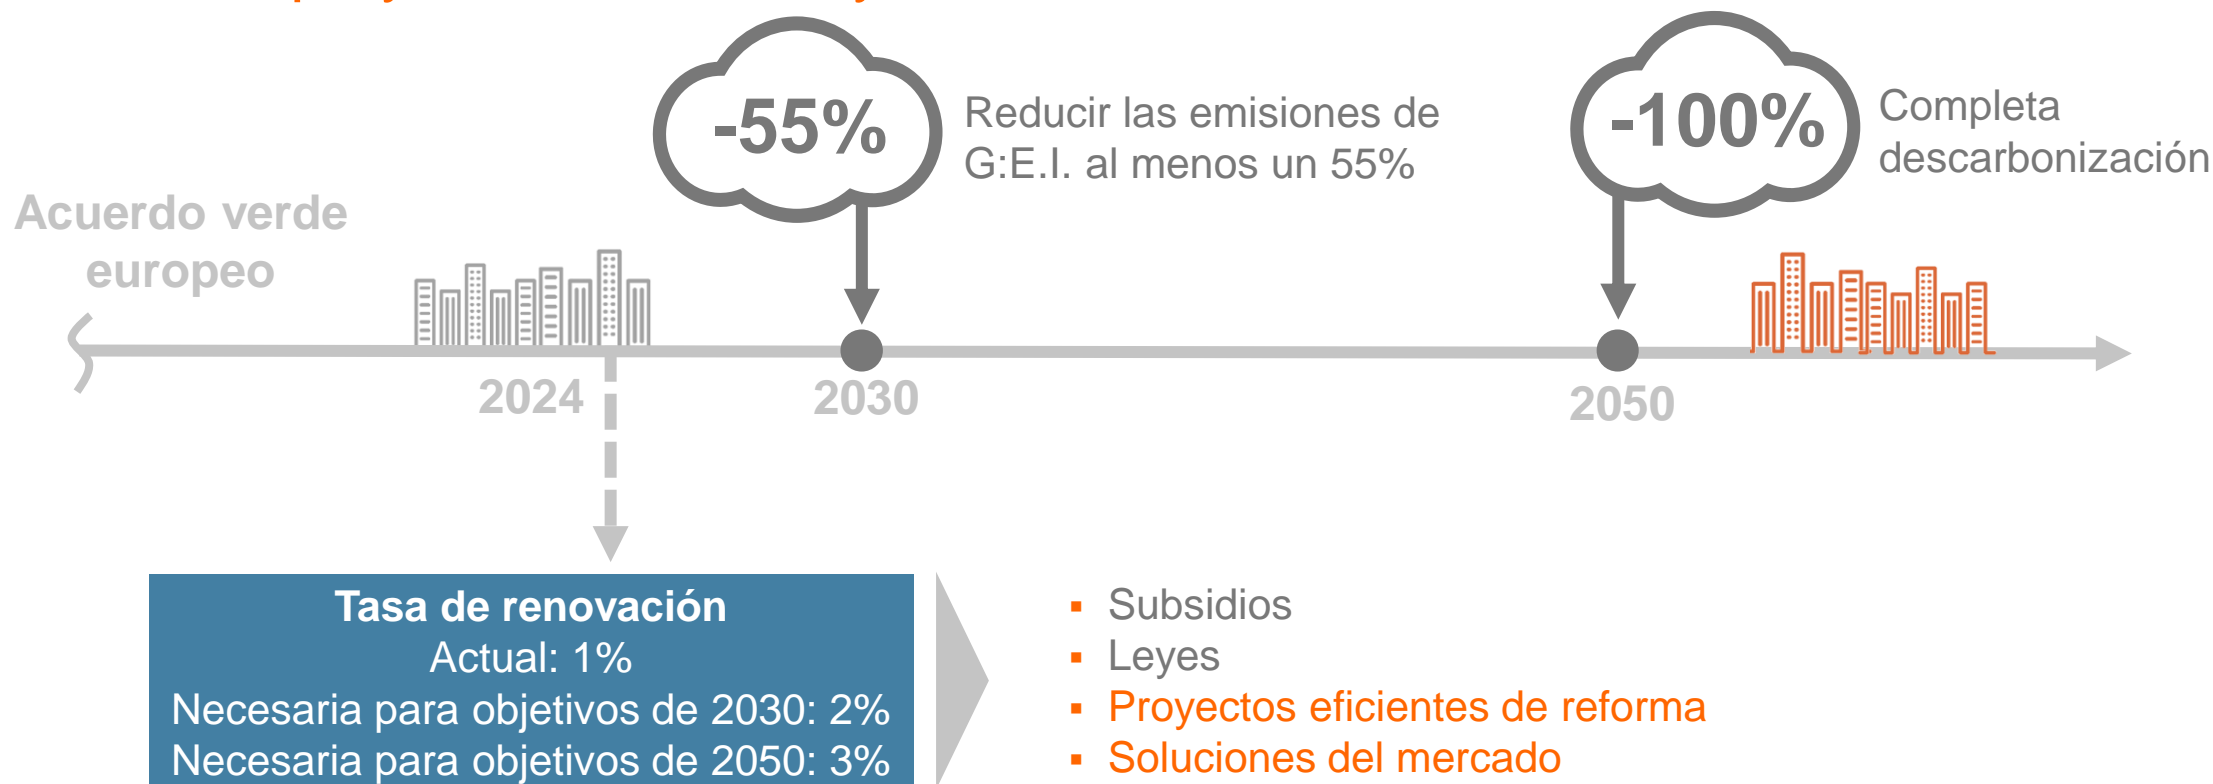 -55%
Reducir las emisiones de
G:E.I. al menos un 55%
-100%
Completa
descarbonización
Acuerdo verde
europeo
2024
2030
2050
Tasa de renovación
Actual: 1%
Necesaria para objetivos de 2030: 2%
Necesaria para objetivos de 2050: 3%
▪ Subsidios
▪ Leyes
▪ Proyectos eficientes de reforma
▪ Soluciones del mercado